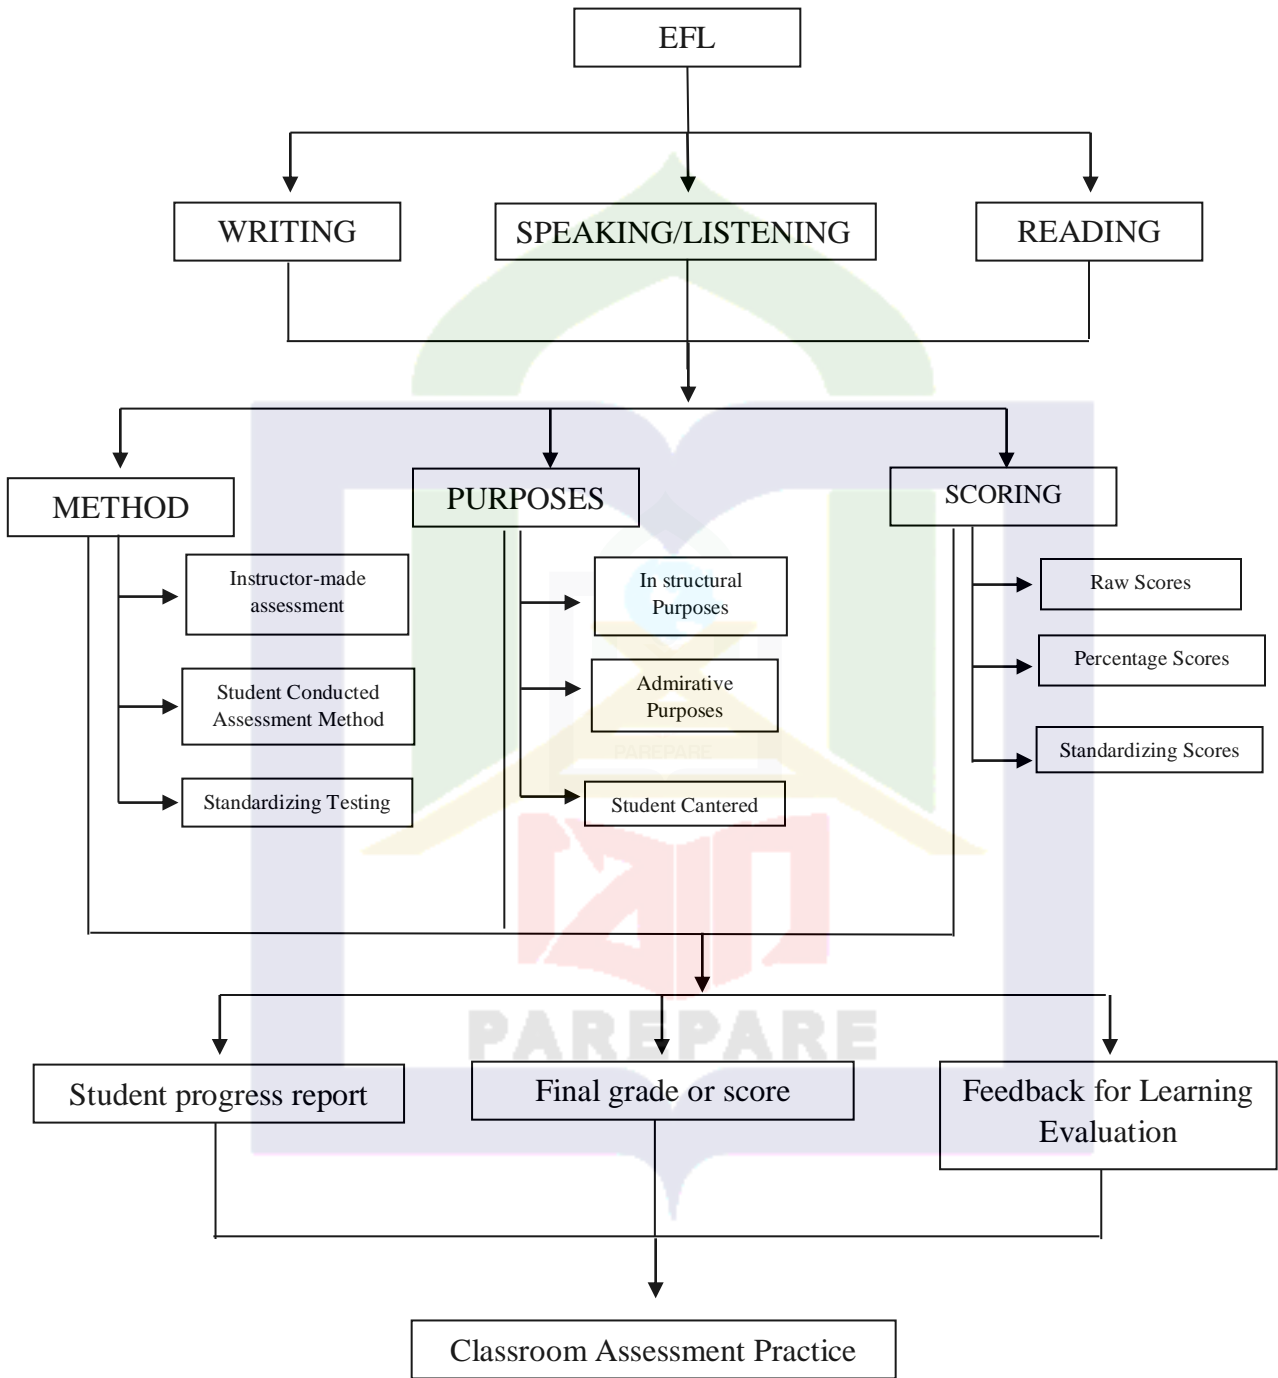 EFL
WRITING
SPEAKING/LISTENING
READING
METHOD
PURPOSES
SCORING
Instructor-made
assessment
Student Conducted
Assessment Method
Standardizing Testing
In structural
Purposes
Admirative
Purposes
Student Cantered
Raw Scores
Percentage Scores
Standardizing Scores
PAREPARE
PAREPARE
Student progress report
Final grade or score
Feedback for Learning
Evaluation
Classroom Assessment Practice